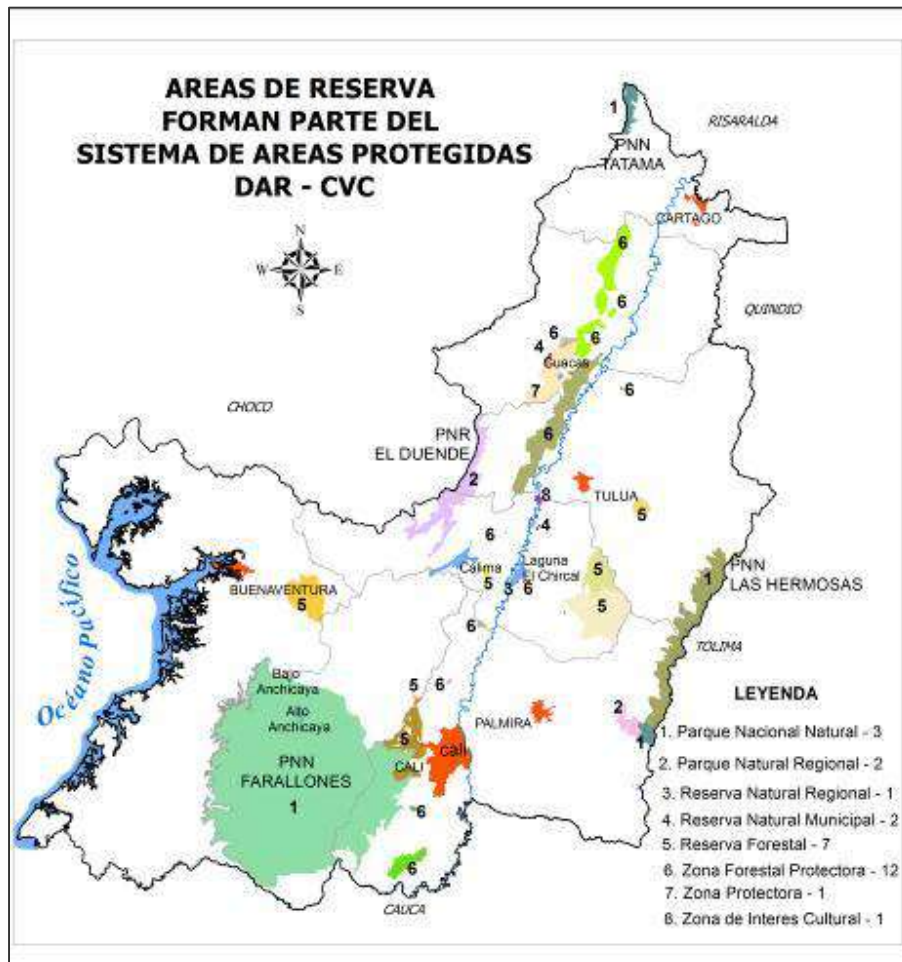 AREAS DE RESERVA
FORMAN PARTE DEL
SISTEMA DE AREAS PROTEGIDAS
DAR - CVC
N
W
E
S
1
PNN
TATAMA
RISARALDA
CARTAGO
6
QUINDIO
6
6
6
4
Guacas
7
6
6
CHOCO
PNR
EL DUENDE
2
8
TULUA
5
4
6
Océano Pacífico
Calima
5
3
Laguna
El Chircal
6
5
5
PNN
LAS HERMOSAS
1
BUENAVENTURA
5
6
TOLIMA
Bajo
Anchicaya
Alto
Anchicaya
5
6
PALMIRA
2
1
PNN
FARALLONES
1
5
CALI
cali
6
6
CAUCA
LEYENDA
1. Parque Nacional Natural - 3
2. Parque Natural Regional - 2
3. Reserva Natural Regional - 1
4. Reserva Natural Municipal - 2
5. Reserva Forestal - 7
6. Zona Forestal Protectora - 12
7. Zona Protectora - 1
8. Zona de Interes Cultural - 1